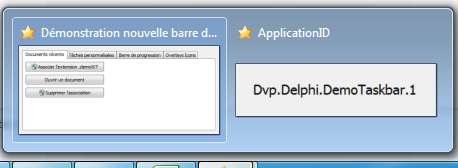 Démonstration nouvelle barre d...
ApplicationID
Documents récents Tâches personnalisées Barre de progression Overlays Icons
Associer l'extension .demoW7
Ouvrir un document
Supprimer l'association
Dvp.Delphi.DemoTaskbar.1